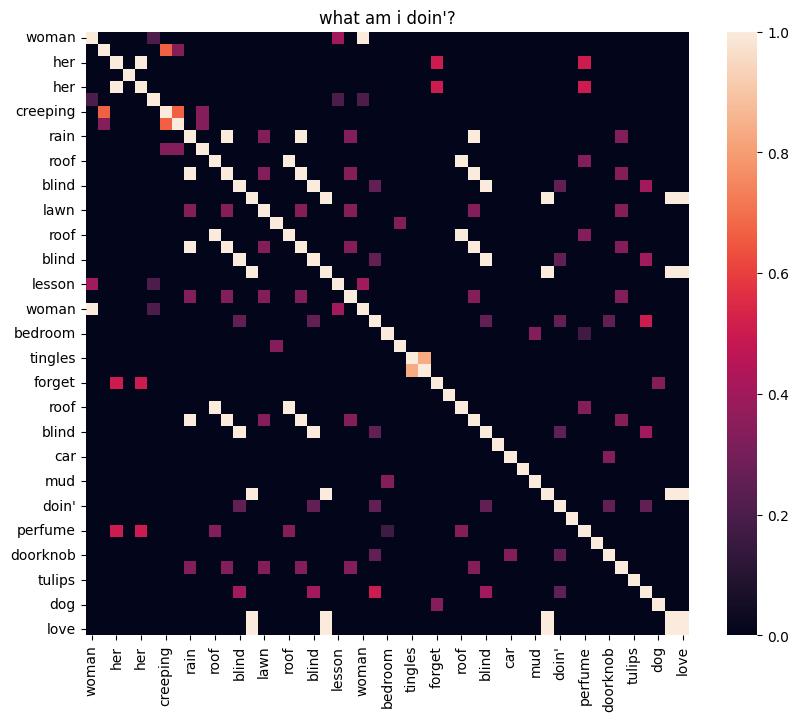 what am i doin'?
woman
her
her
creeping
rain
roof
blind
lawn
roof
blind
lesson
woman
bedroom
tingles
forget
roof
blind
car
mud
doin'
perfume
doorknob
tulips
dog
love
1.0
0.8
0.6
0.4
0.2
0.0
woman
her
her
creeping
rain
roof
blind
lawn
roof
blind
lesson
woman
bedroom
tingles
forget
roof
blind
car
mud
doin'
perfume
doorknob
tulips
dog
love